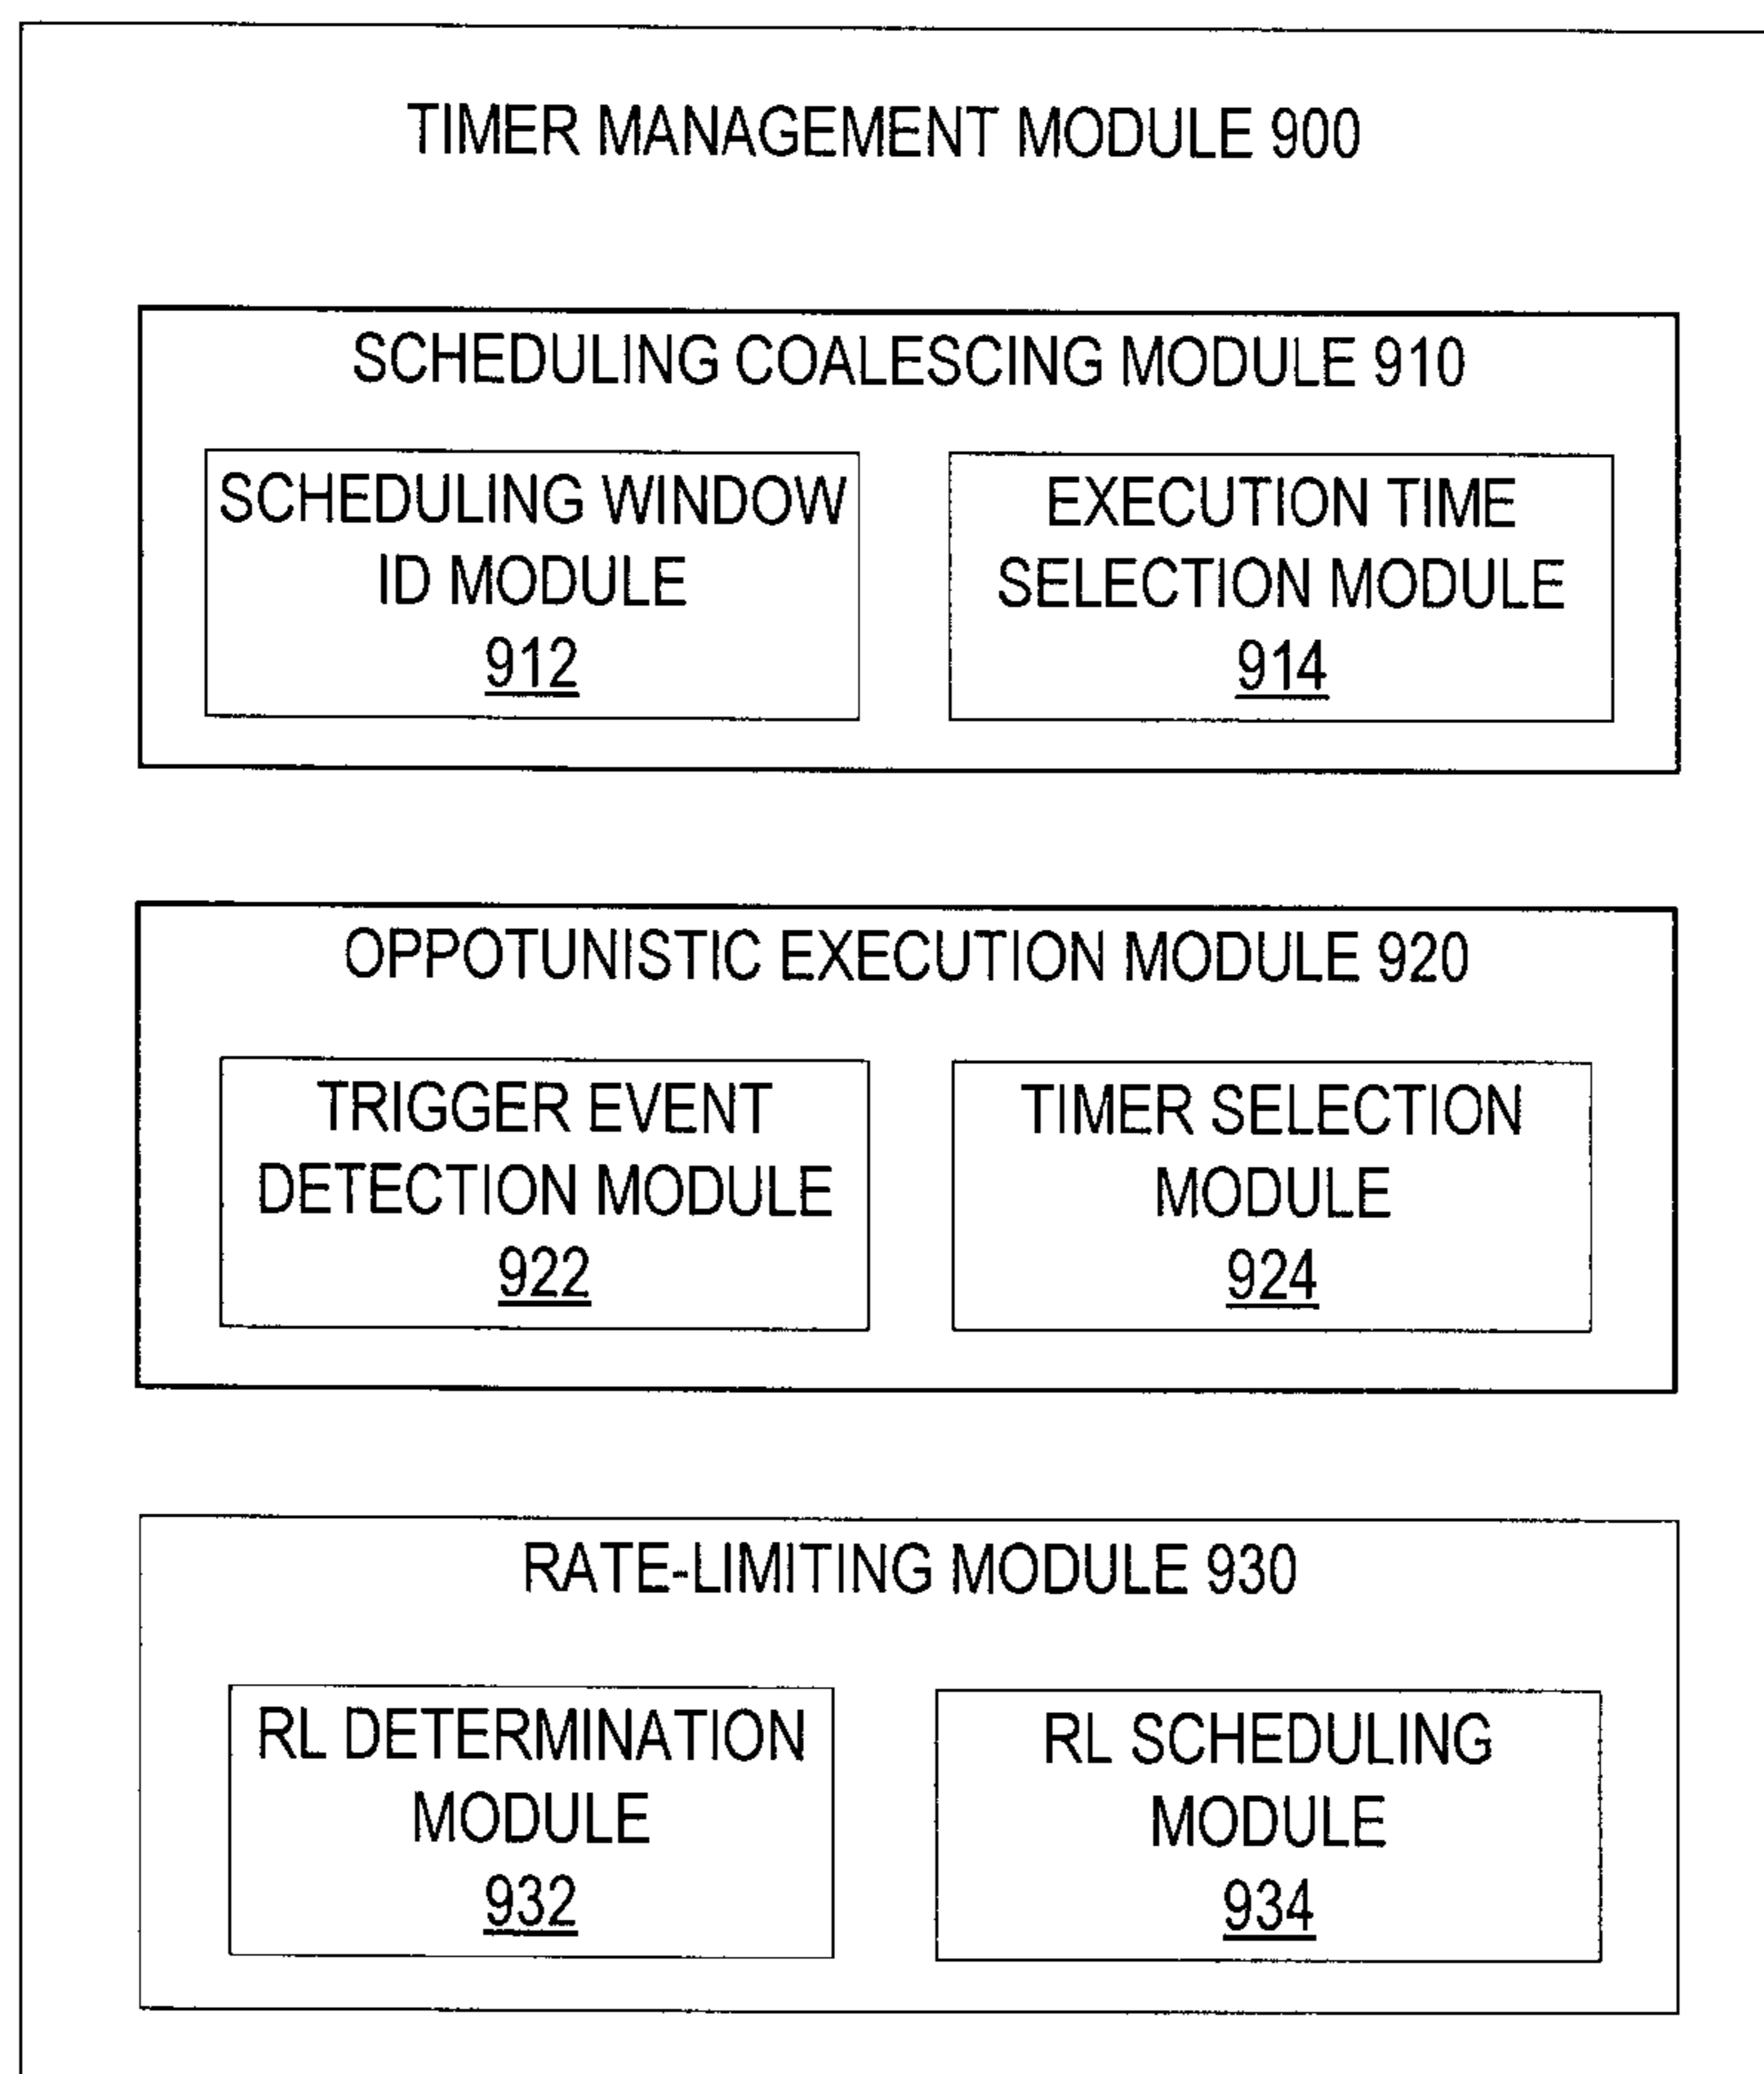 TIMER MANAGEMENT MODULE 900
SCHEDULING COALESCING MODULE 910
SCHEDULING WINDOW
ID MODULE
912
EXECUTION TIME
SELECTION MODULE
914
OPPOTUNISTIC EXECUTION MODULE 920
TRIGGER EVENT
DETECTION MODULE
922
TIMER SELECTION
MODULE
924
RATE-LIMITING MODULE 930
RL DETERMINATION
MODULE
932
RL SCHEDULING
MODULE
934